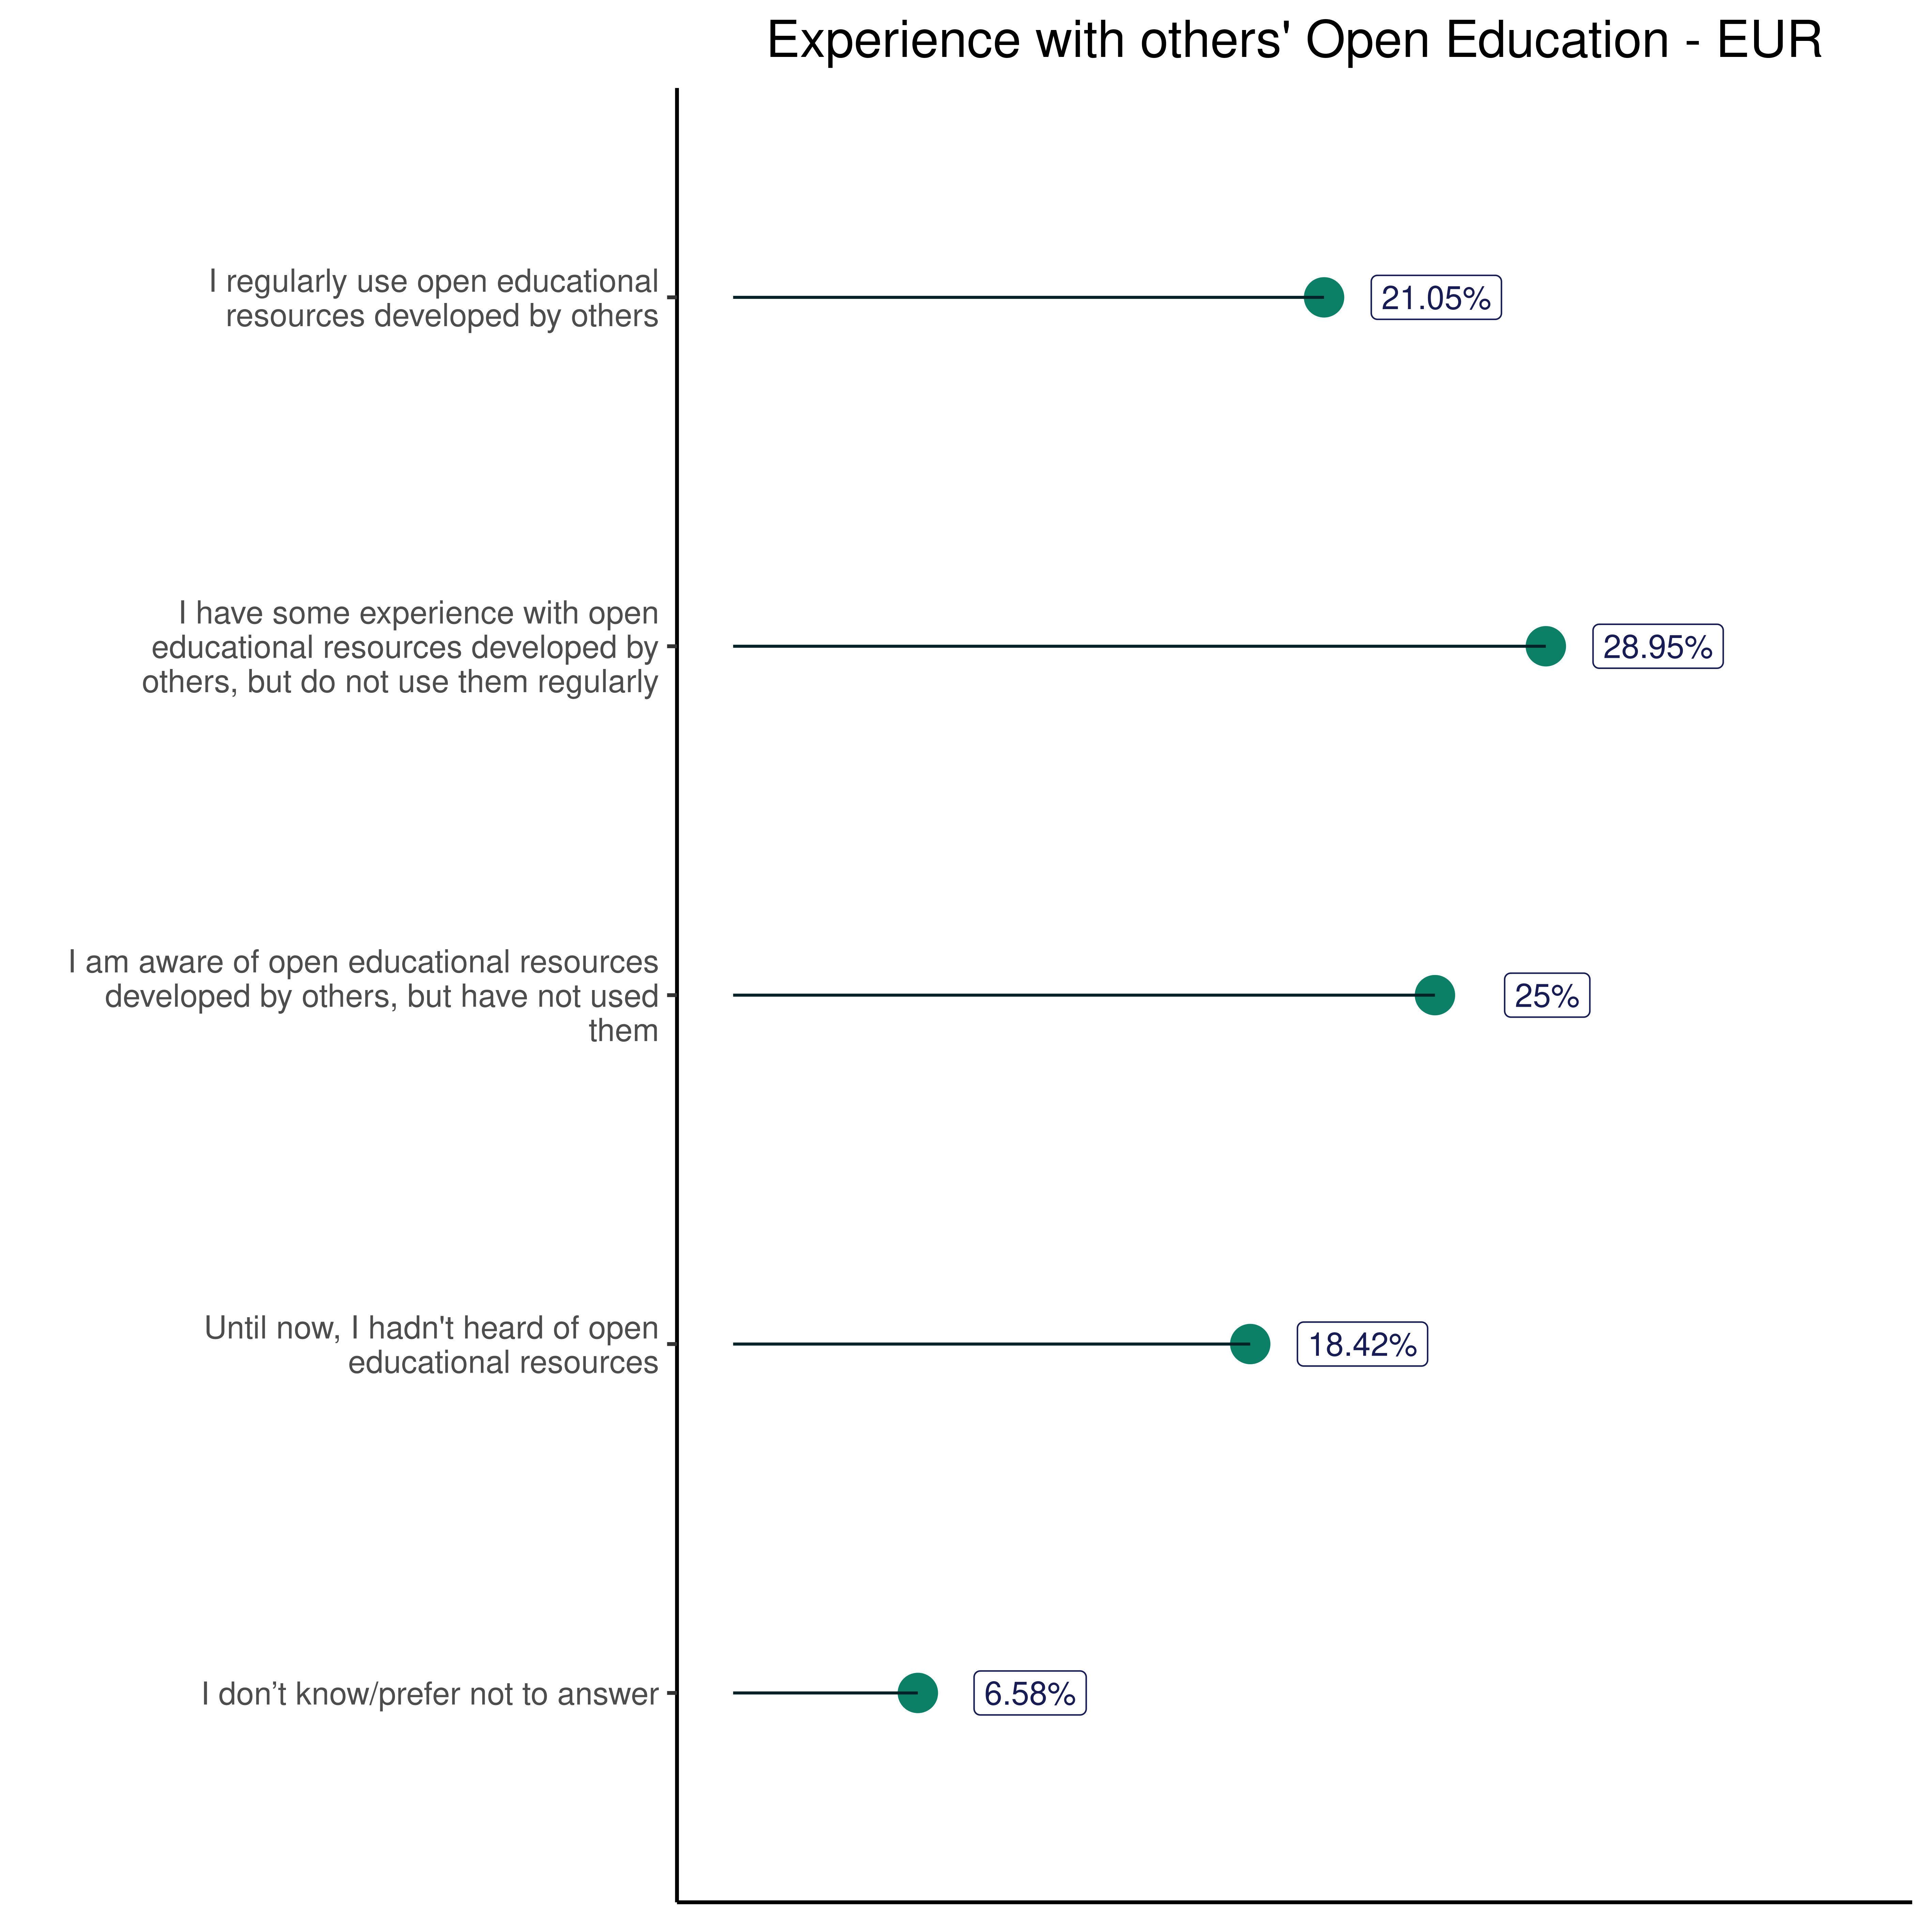 Experience with others' Open Education - EUR
I regularly use open educational
resources developed by others
21.05%
I have some experience with open
educational resources developed by
others, but do not use them regularly
28.95%
I am aware of open educational resources
developed by others, but have not used
them
25%
Until now, I hadn't heard of open
educational resources
18.42%
I don’t know/prefer not to answer
6.58%